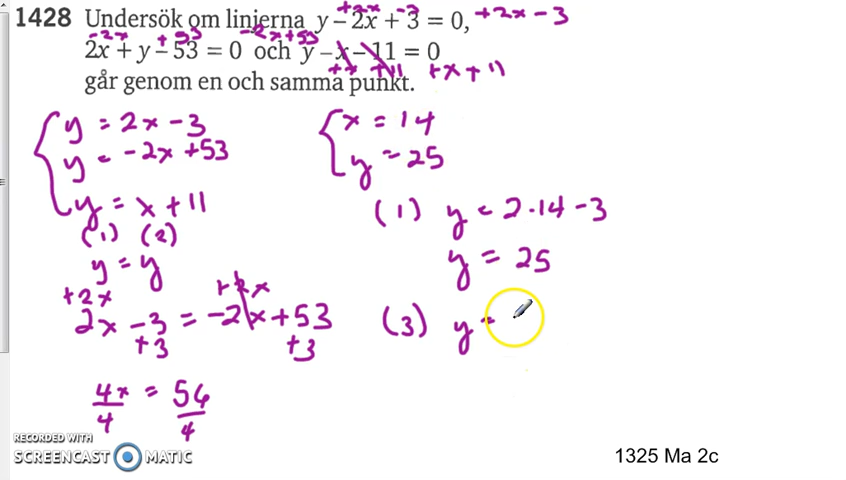 1428 Undersök om linjerna y − 2x + 3 = 0, +2x − 3
+2x −3
2x + y − 53 = 0 och y − x − 11 = 0
−2x +53 −2x +53
+x +11 +x + 11
går genom en och samma punkt.
y = 2x − 3
y = −2x + 53
y = x + 11
(1) (2)
y = y
+2x +2x
2x − 3 = −2x + 53
+3 +3
4x = 56
4 4
x = 14
y = 25
(1) y = 2·14 − 3
y = 25
(3) y =
RECORDED WITH
SCREENCAST MATIC
1325 Ma 2c